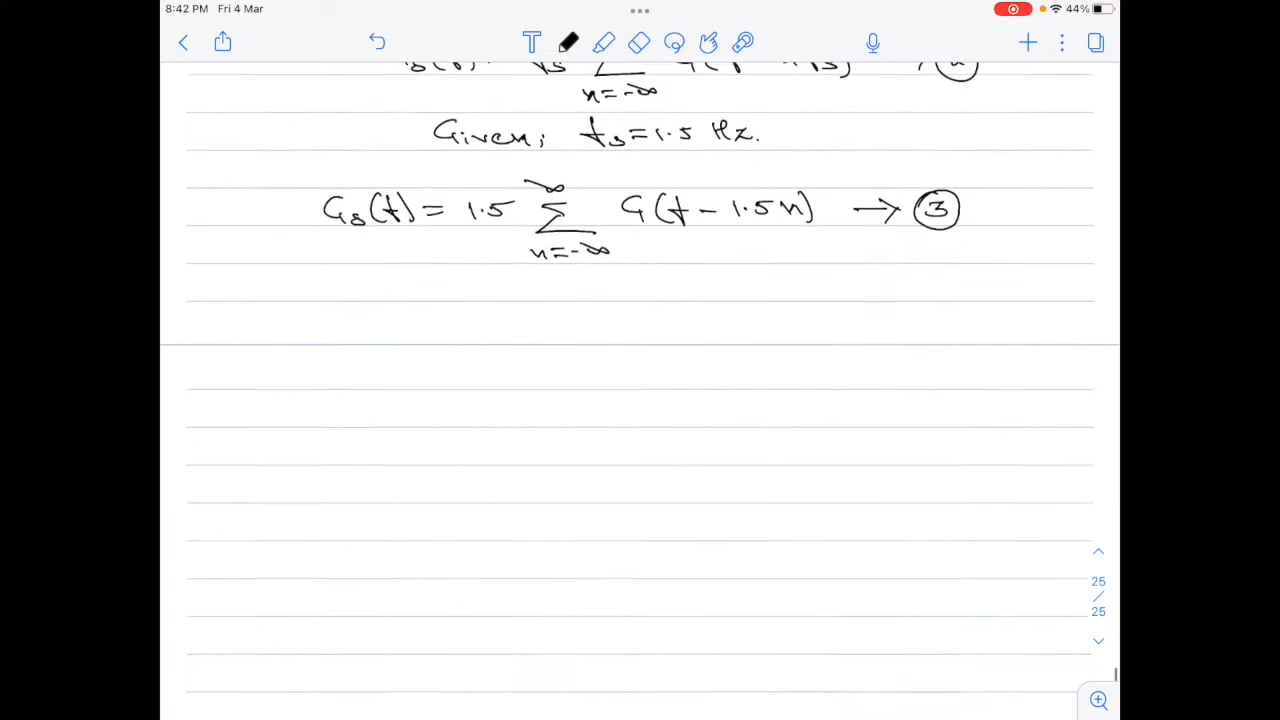 8:42 PM Fri 4 Mar
44%
n=-∞
Given; fs=1.5 Hz.
Gδ(f) = 1.5 ∞ Σ n=-∞ G(f - 1.5n) → ③
25
/
25